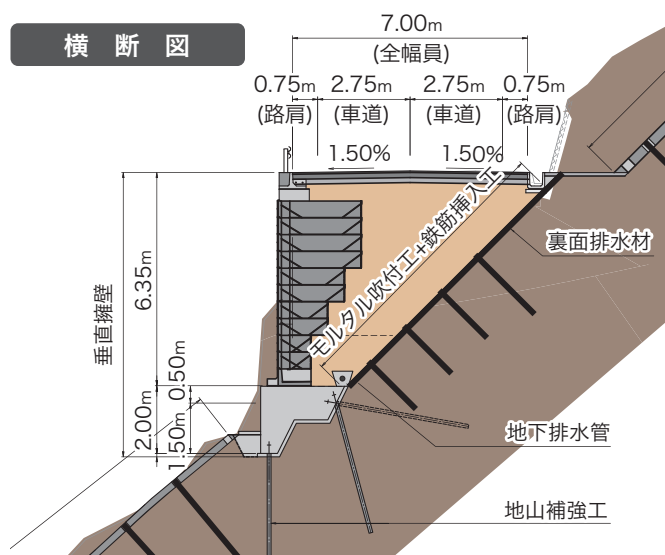 横断図
7.00m
(全幅員)
0.75m 2.75m 2.75m 0.75m
(路肩) (車道) (車道) (路肩)
1.50% 1.50%
モルタル吹付工+鉄筋挿入工
裏面排水材
垂直擁壁
6.35m
0.50m
2.00m
1.50m
地下排水管
地山補強工